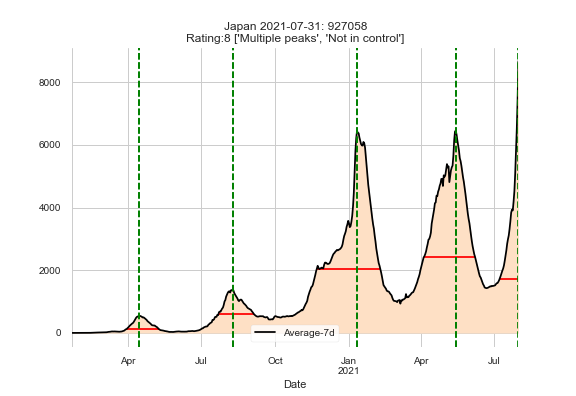 Japan 2021-07-31: 927058
Rating:8 ['Multiple peaks', 'Not in control']
8000
6000
4000
2000
0
Average-7d
Apr
Jul
Oct
Jan
2021
Apr
Jul
Date